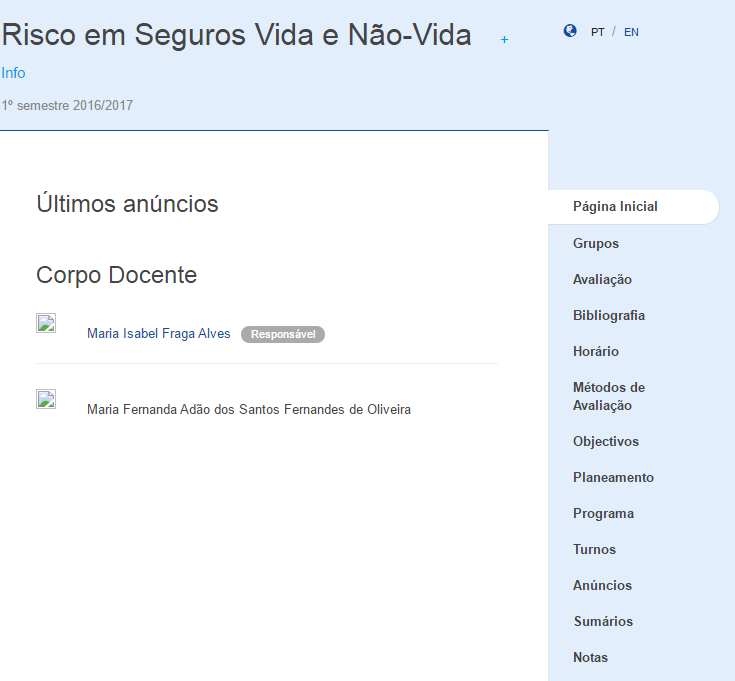 Risco em Seguros Vida e Não-Vida +
PT / EN
Info
1º semestre 2016/2017
Últimos anúncios
Corpo Docente
Maria Isabel Fraga Alves Responsável
Maria Fernanda Adão dos Santos Fernandes de Oliveira
Página Inicial
Grupos
Avaliação
Bibliografia
Horário
Métodos de
Avaliação
Objectivos
Planeamento
Programa
Turnos
Anúncios
Sumários
Notas